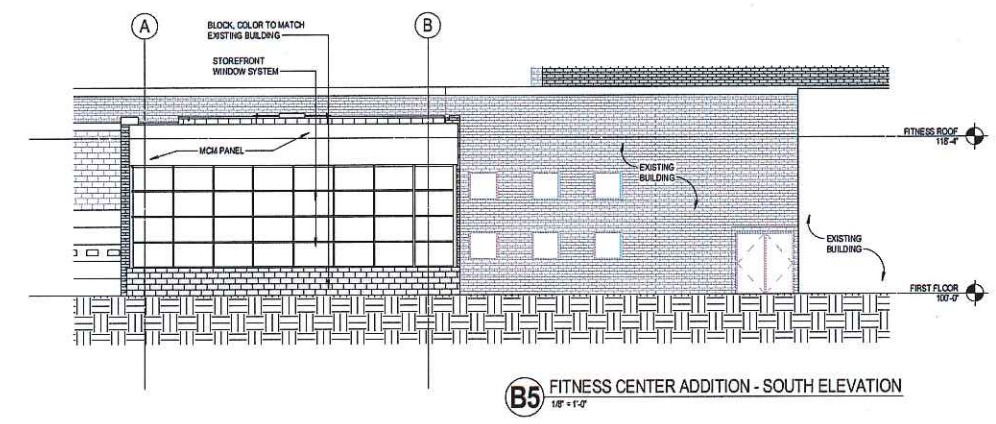 A
B
BLOCK, COLOR TO MATCH
EXISTING BUILDING
STOREFRONT
WINDOW SYSTEM
MCM PANEL
EXISTING
BUILDING
FITNESS ROOF
118'-4"
EXISTING
BUILDING
FIRST FLOOR
100'-0"
B5
FITNESS CENTER ADDITION - SOUTH ELEVATION
1/8" = 1'-0"